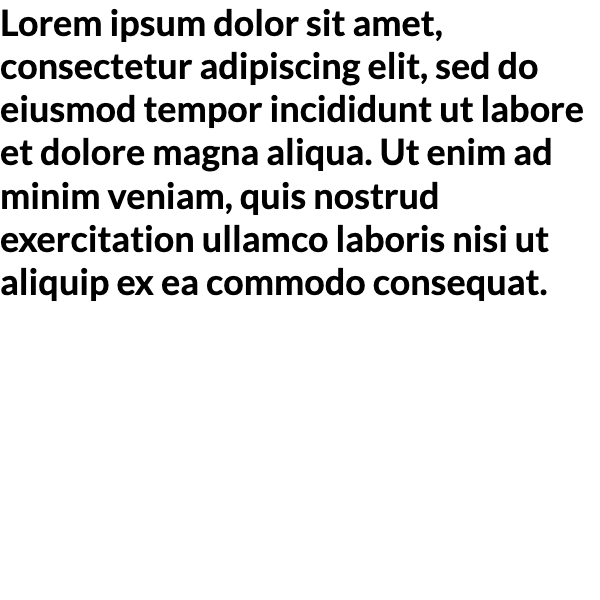 Lorem ipsum dolor sit amet,
consectetur adipiscing elit, sed do
eiusmod tempor incididunt ut labore
et dolore magna aliqua. Ut enim ad
minim veniam, quis nostrud
exercitation ullamco laboris nisi ut
aliquip ex ea commodo consequat.